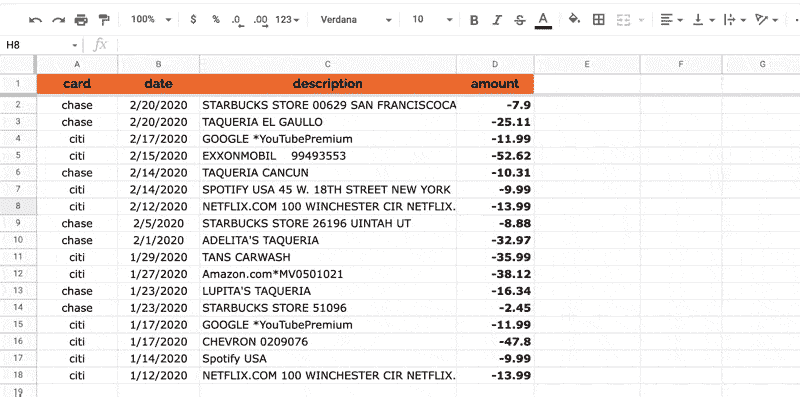 100% $ % .0 .00 123 Verdana 10 B I S A
H8 fx
A B C D E F G
1 card date description amount
2 chase 2/20/2020 STARBUCKS STORE 00629 SAN FRANCISCOCA -7.9
3 chase 2/20/2020 TAQUERIA EL GAULLO -25.11
4 citi 2/17/2020 GOOGLE *YouTubePremium -11.99
5 citi 2/15/2020 EXXONMOBIL 99493553 -52.62
6 chase 2/14/2020 TAQUERIA CANCUN -10.31
7 citi 2/14/2020 SPOTIFY USA 45 W. 18TH STREET NEW YORK -9.99
8 citi 2/12/2020 NETFLIX.COM 100 WINCHESTER CIR NETFLIX. -13.99
9 chase 2/5/2020 STARBUCKS STORE 26196 UINTAH UT -8.88
10 chase 2/1/2020 ADELITA'S TAQUERIA -32.97
11 citi 1/29/2020 TANS CARWASH -35.99
12 citi 1/27/2020 Amazon.com*MV0501021 -38.12
13 chase 1/23/2020 LUPITA'S TAQUERIA -16.34
14 chase 1/23/2020 STARBUCKS STORE 51096 -2.45
15 citi 1/17/2020 GOOGLE *YouTubePremium -11.99
16 citi 1/17/2020 CHEVRON 0209076 -47.8
17 citi 1/14/2020 Spotify USA -9.99
18 citi 1/12/2020 NETFLIX.COM 100 WINCHESTER CIR NETFLIX. -13.99
19